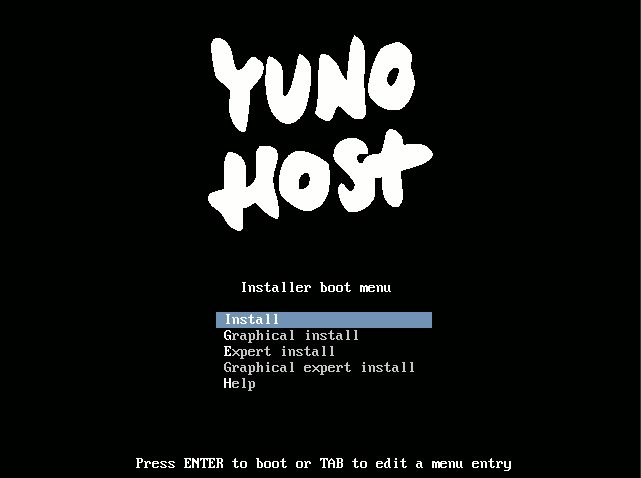 YUNO
HOST
Installer boot menu
Install
Graphical install
Expert install
Graphical expert install
Help
Press ENTER to boot or TAB to edit a menu entry